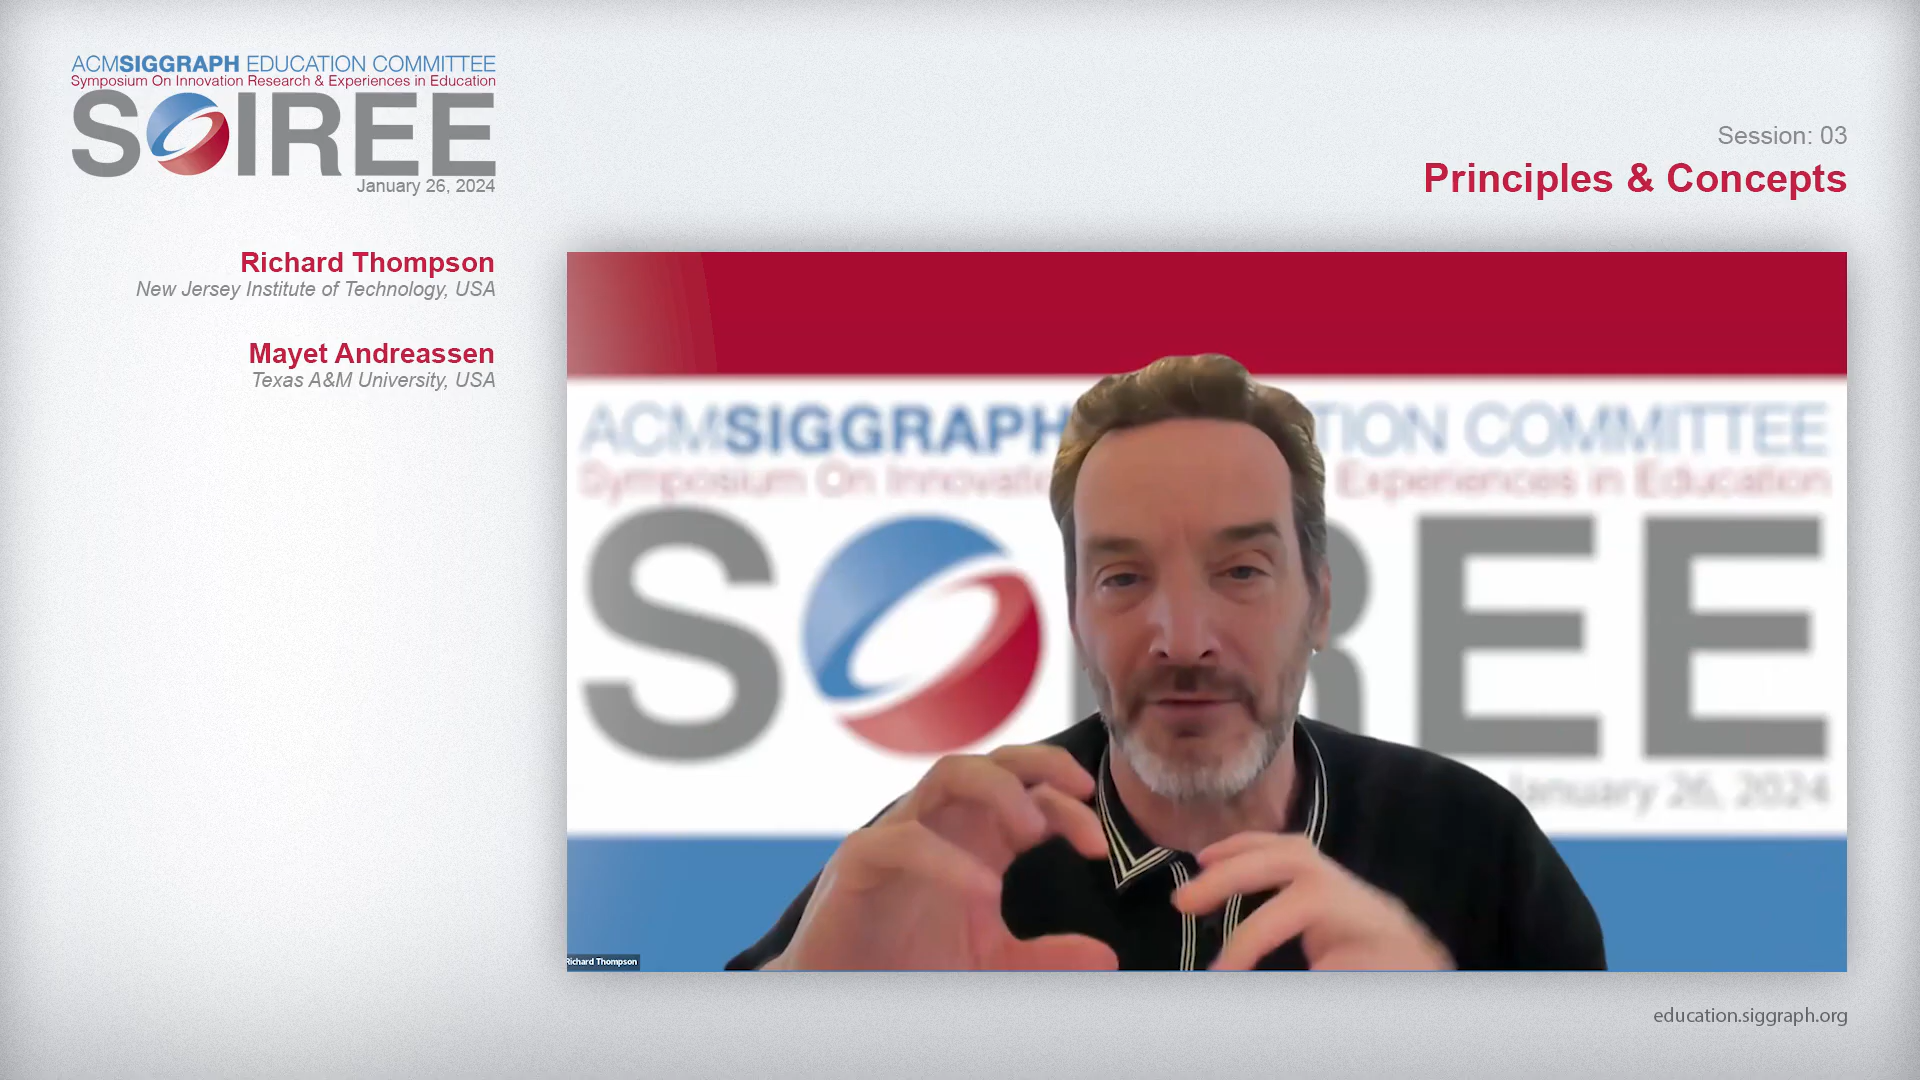 ACMSIGGRAPH EDUCATION COMMITTEE
Symposium On Innovation Research & Experiences in Education
SOIREE
January 26, 2024
Session: 03
Principles & Concepts
Richard Thompson
New Jersey Institute of Technology, USA
Mayet Andreassen
Texas A&M University, USA
ACMSIGGRAPH TION COMMITTEE
Symposium On Innovatio Experiences in Education
SO REE
January 26, 2024
Richard Thompson
education.siggraph.org